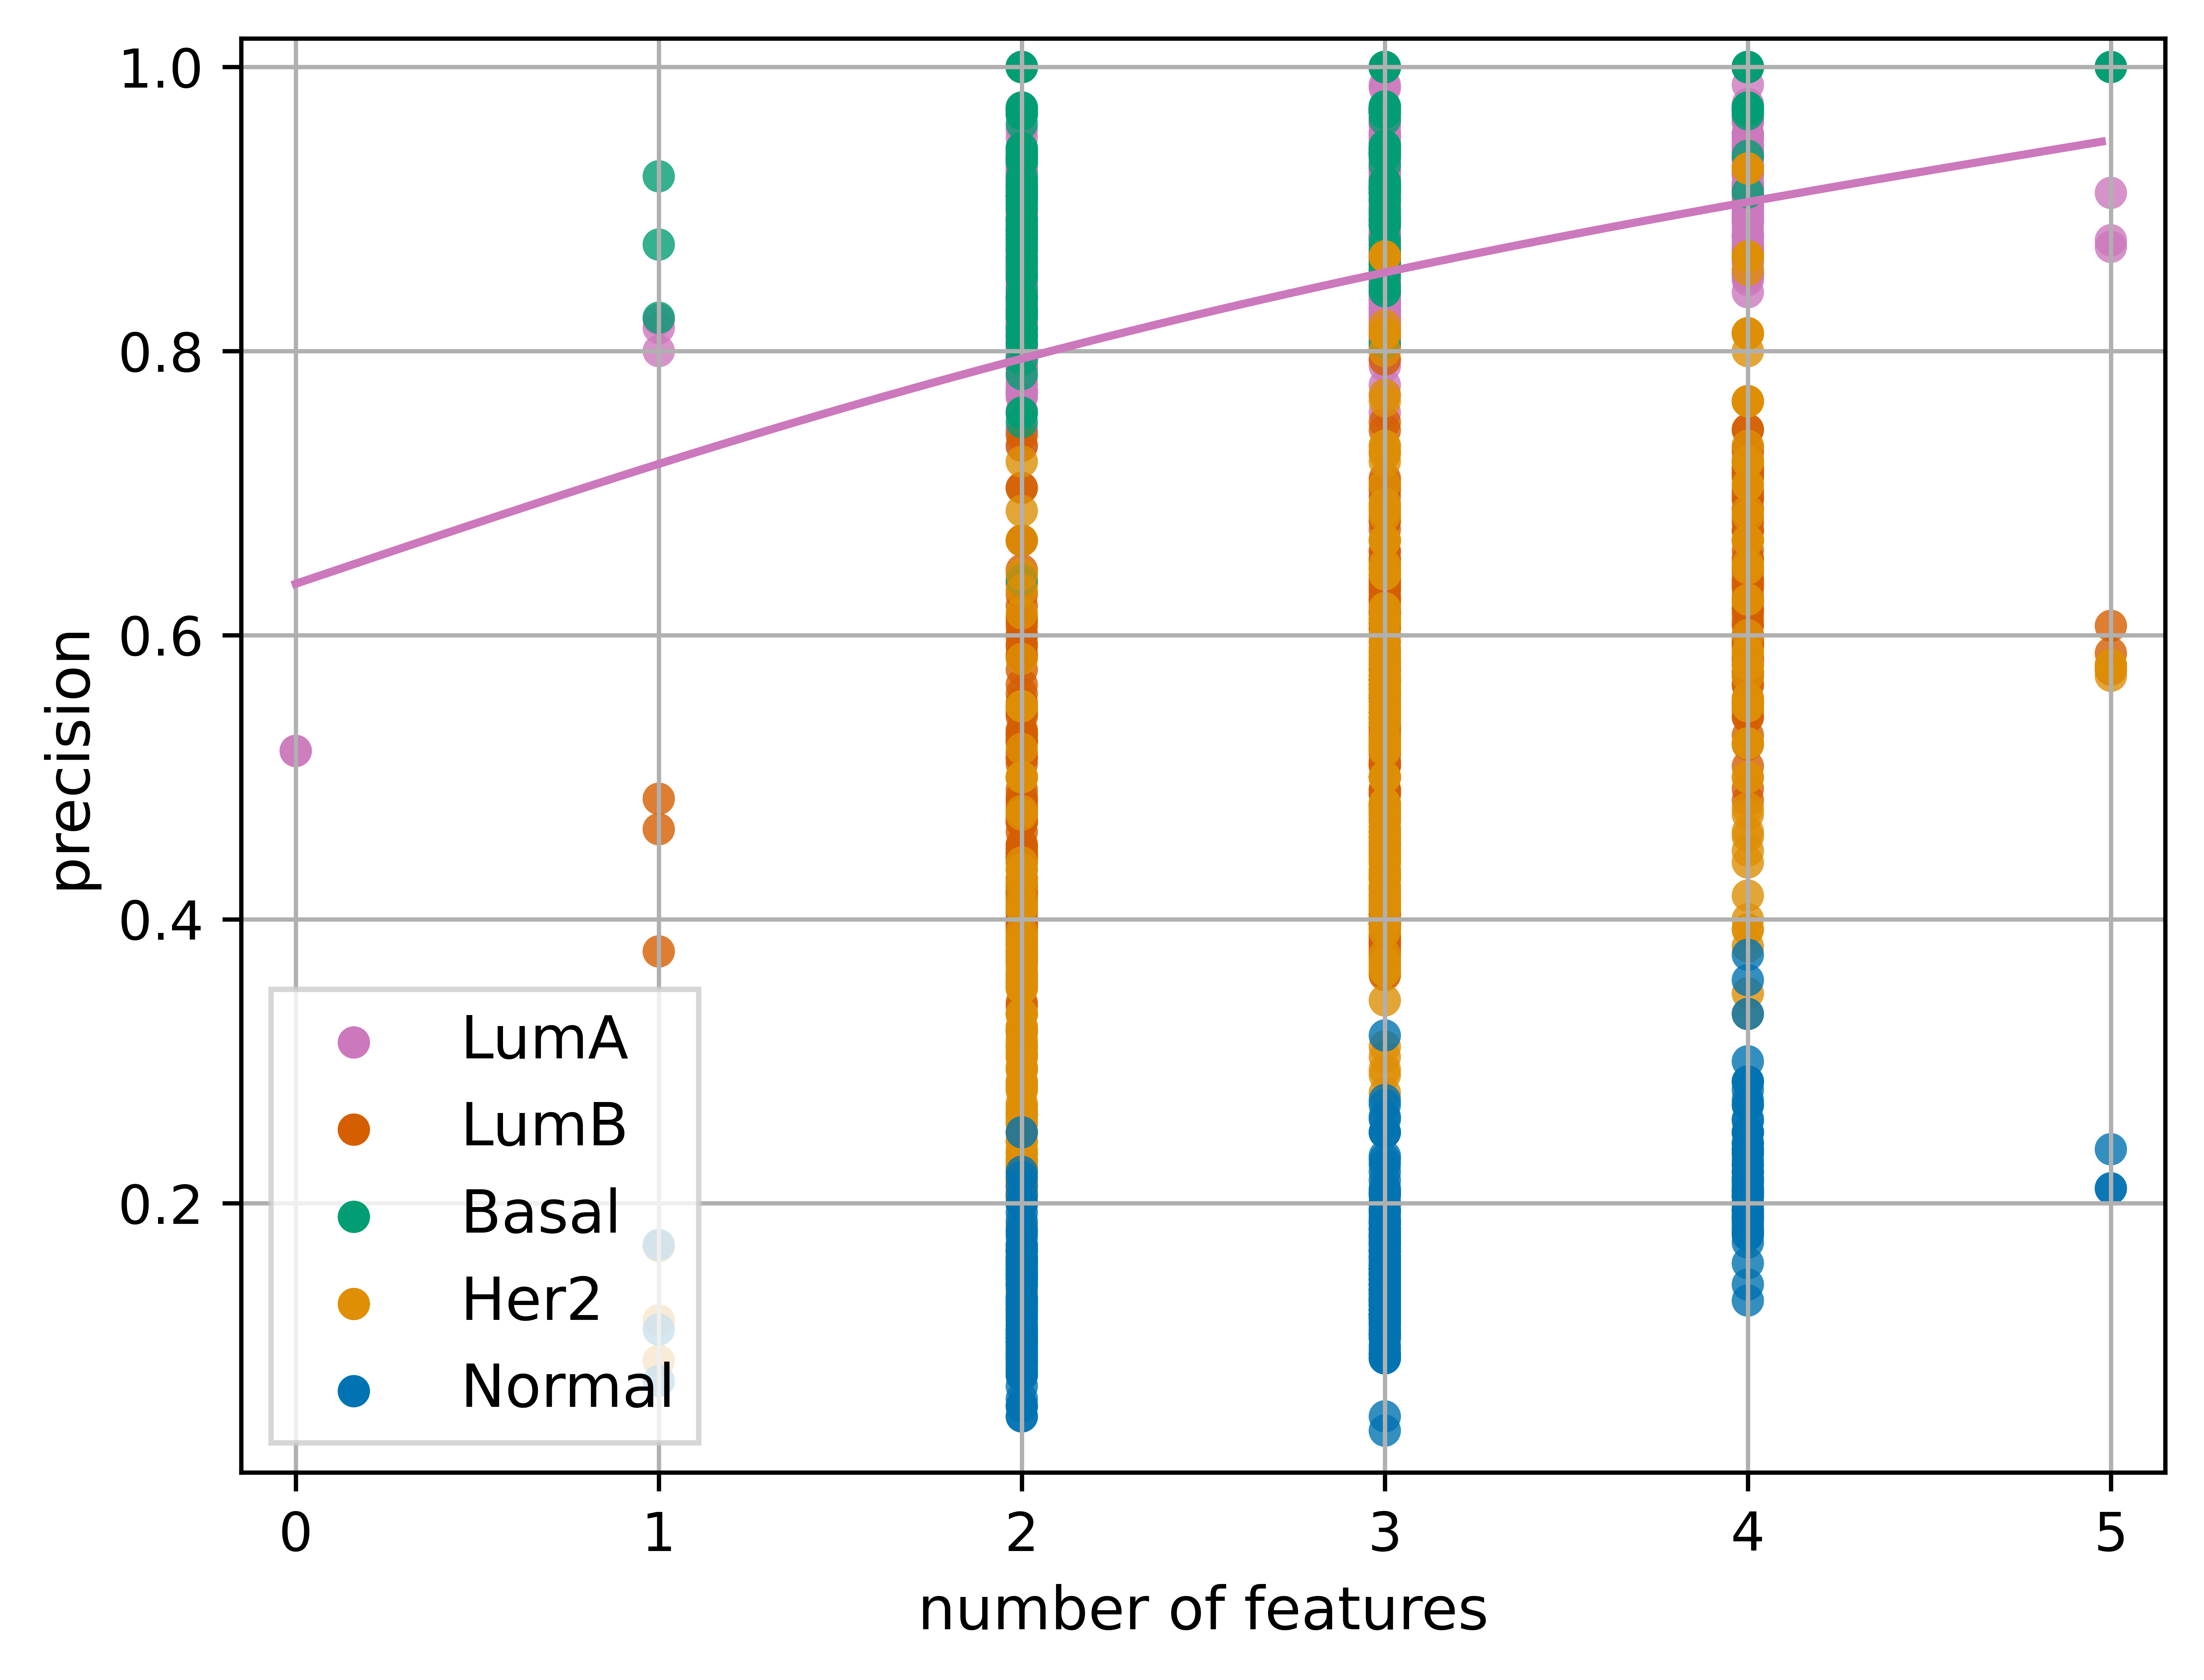 1.0
0.8
0.6
0.4
0.2
precision
LumA
LumB
Basal
Her2
Normal
0 1 2 3 4 5
number of features